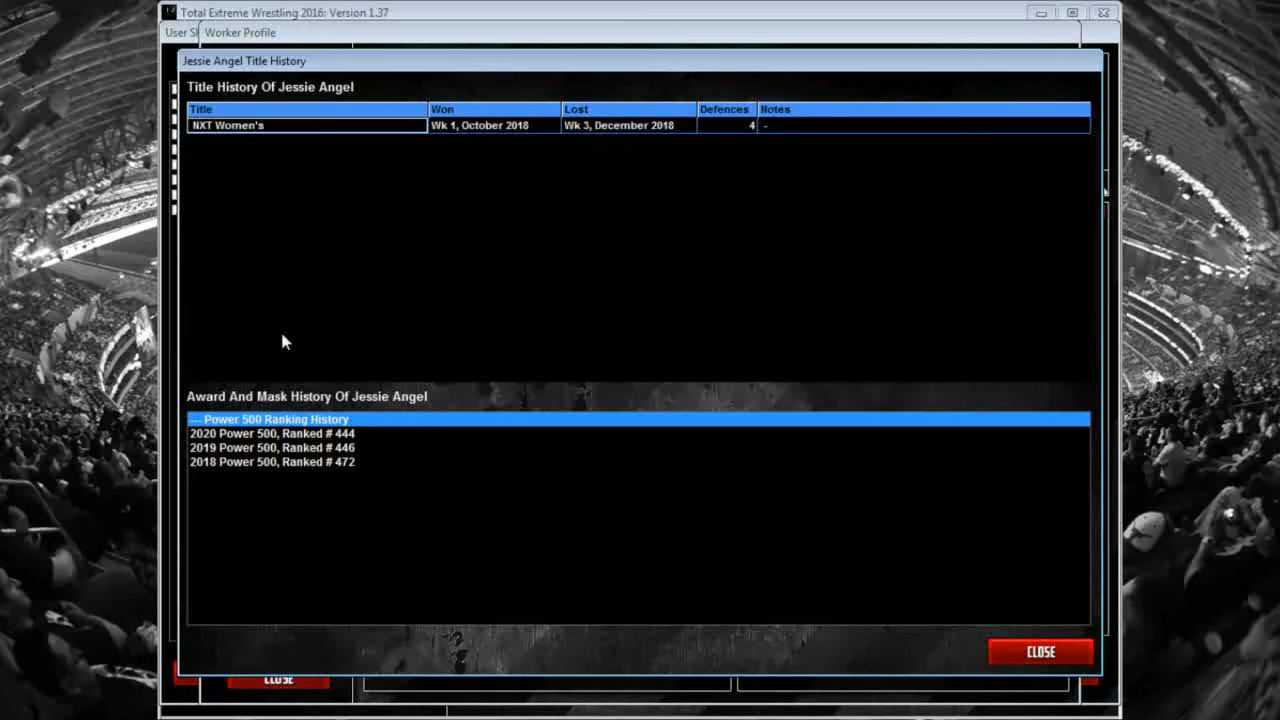 Total Extreme Wrestling 2016: Version 1.37
User Sl Worker Profile
Jessie Angel Title History
Title History Of Jessie Angel
Title Won Lost Defences Notes
NXT Women's Wk 1, October 2018 Wk 3, December 2018 4 -
Award And Mask History Of Jessie Angel
--- Power 500 Ranking History
2020 Power 500, Ranked # 444
2019 Power 500, Ranked # 446
2018 Power 500, Ranked # 472
CLOSE
CLOSE